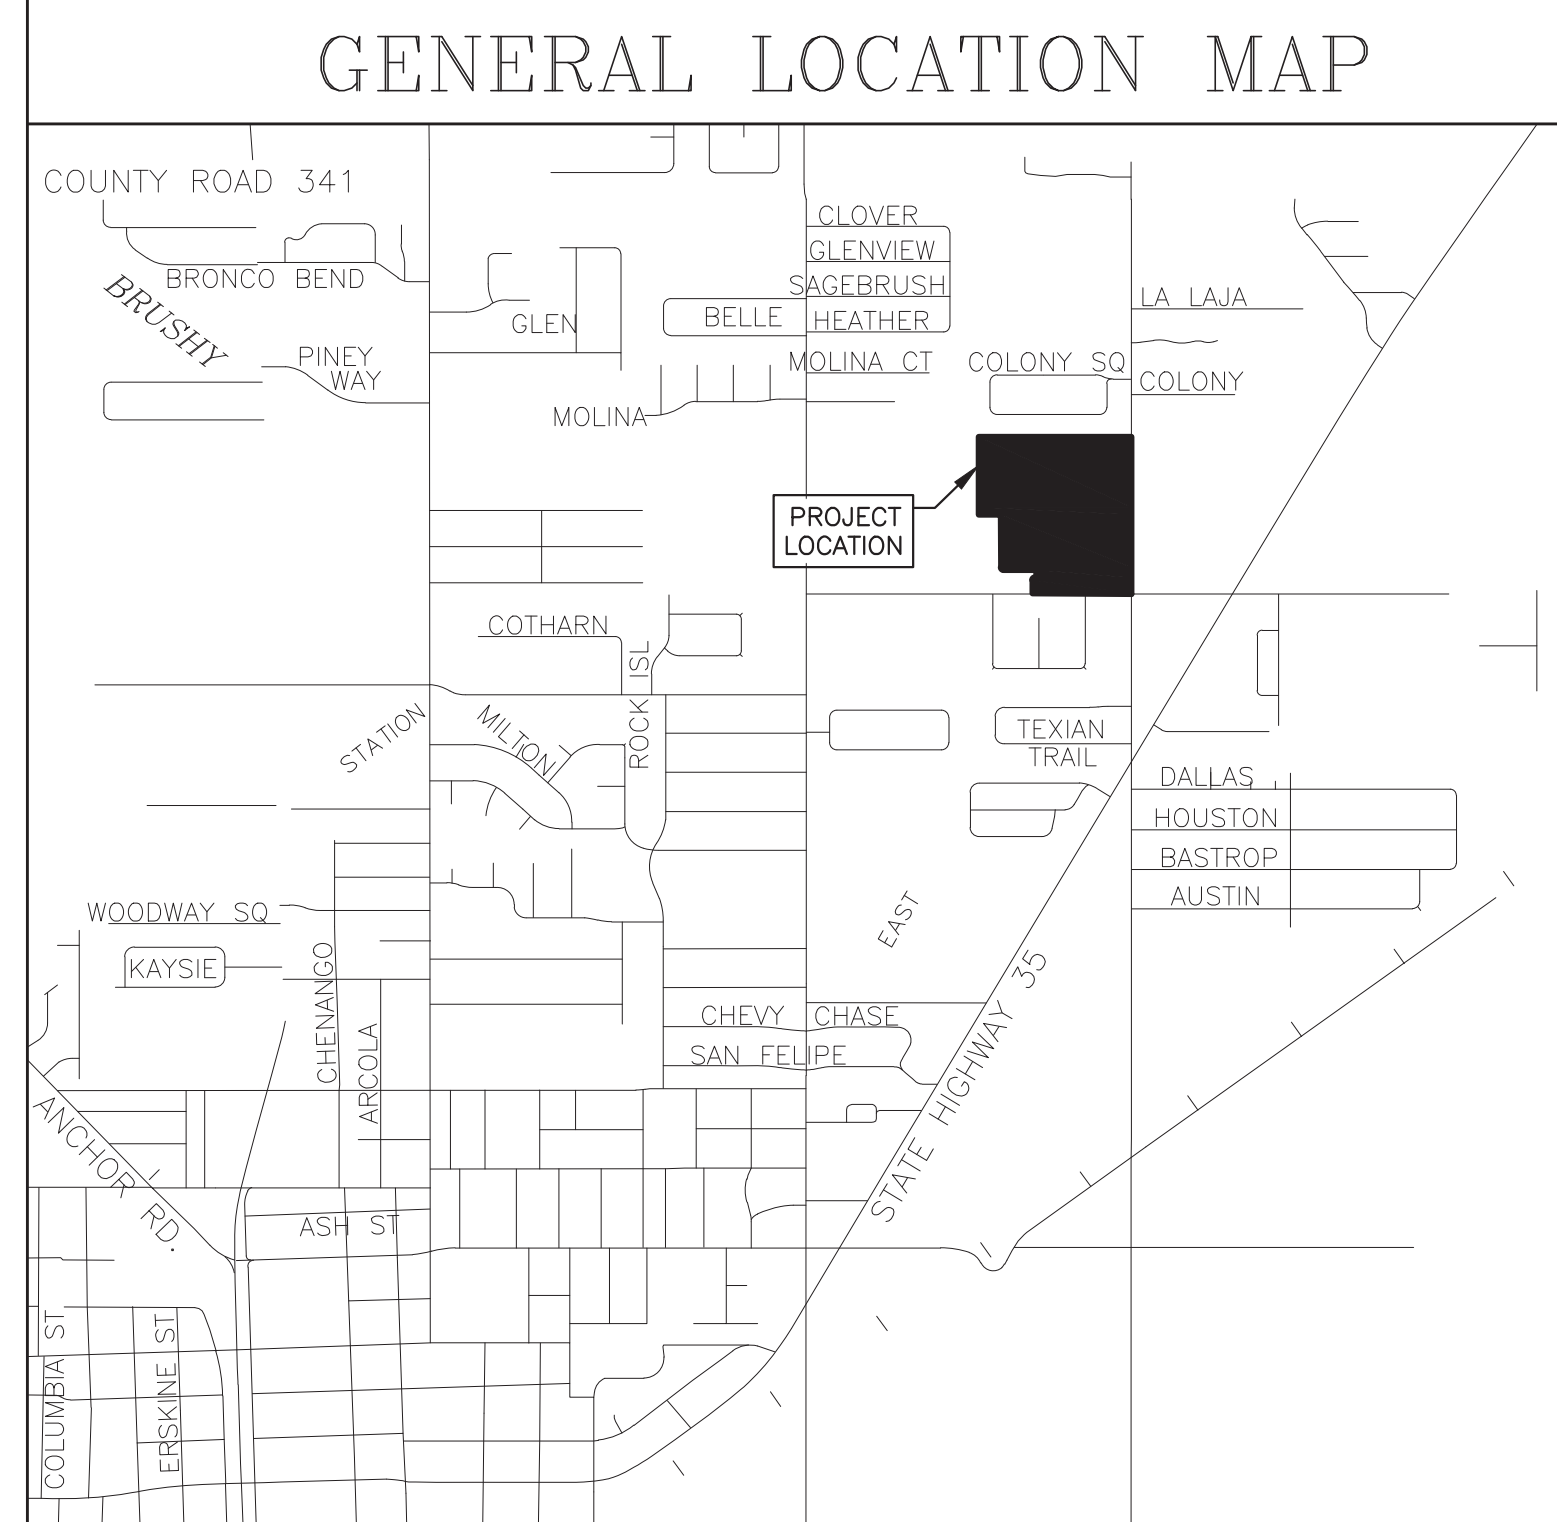 GENERAL LOCATION MAP
COUNTY ROAD 341
CLOVER
GLENVIEW
BRONCO BEND
SAGEBRUSH
LA LAJA
BRUSHY
GLEN
BELLE
HEATHER
PINEY
WAY
MOLINA CT
COLONY SQ
COLONY
MOLINA
PROJECT
LOCATION
COTHARN
ROCK ISL
STATION
MILTON
TEXIAN
TRAIL
DALLAS
HOUSTON
BASTROP
AUSTIN
WOODWAY SQ
EAST
KAYSIE
CHENANGO
ARCOLA
CHEVY CHASE
SAN FELIPE
STATE HIGHWAY 35
ANCHOR RD.
ASH ST
COLUMBIA ST
ERSKINE ST